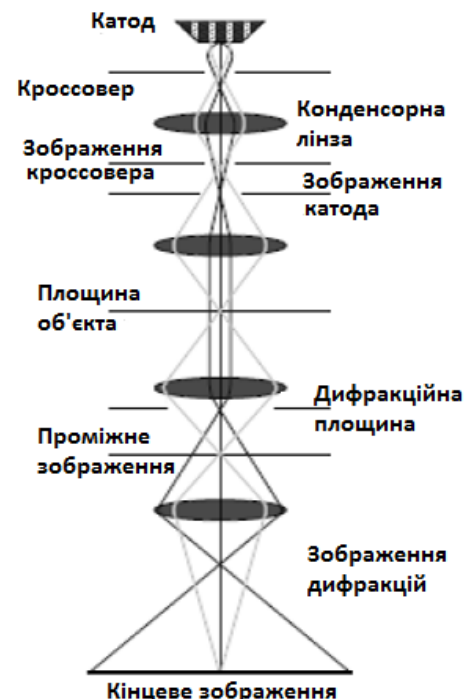 Катод
Кроссовер
Конденсорна
лінза
Зображення
кроссовера
Зображення
катода
Площина
об'єкта
Дифракційна
площина
Проміжне
зображення
Зображення
дифракцій
Кінцеве зображення